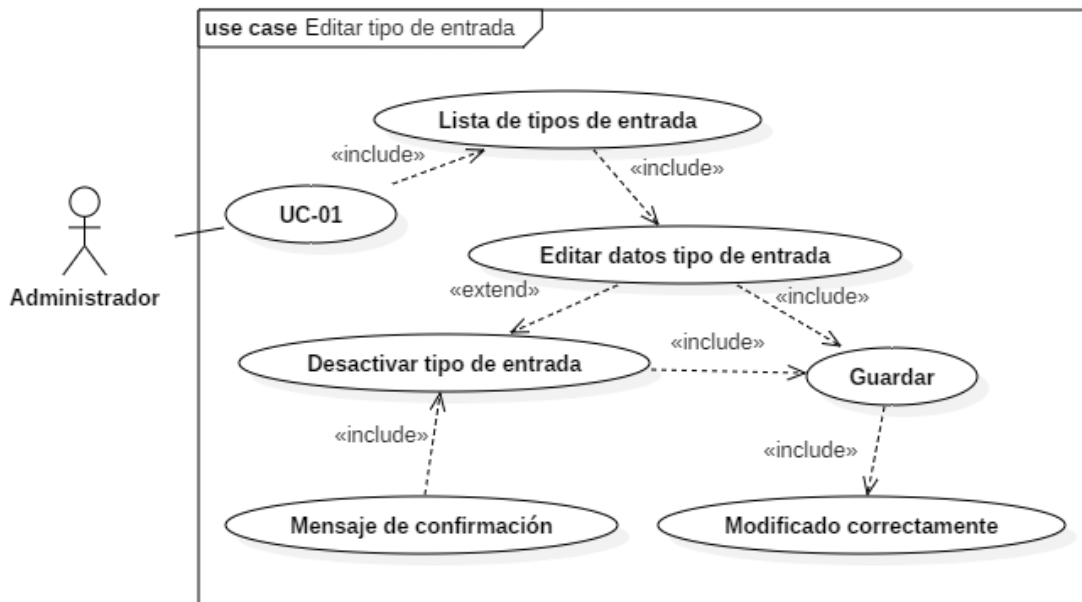 use case Editar tipo de entrada
Lista de tipos de entrada
«include»
«include»
UC-01
Administrador
Editar datos tipo de entrada
«extend»
«include»
Desactivar tipo de entrada
«include»
Guardar
«include»
«include»
Mensaje de confirmación
Modificado correctamente